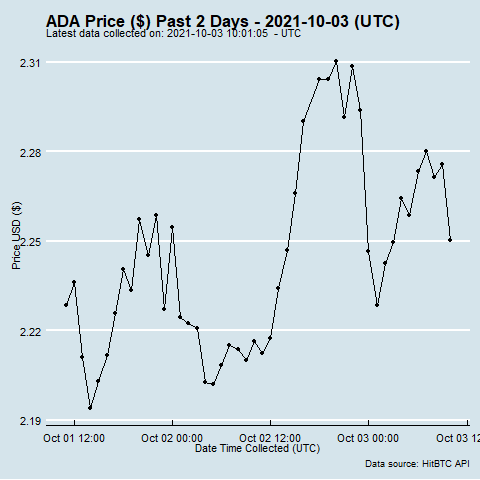 ADA Price ($) Past 2 Days - 2021-10-03 (UTC)
Latest data collected on: 2021-10-03 10:01:05  - UTC
2.31
2.28
2.25
2.22
2.19
Price USD ($)
Oct 01 12:00 Oct 02 00:00 Oct 02 12:00 Oct 03 00:00 Oct 03 12
Date Time Collected (UTC)
Data source: HitBTC API